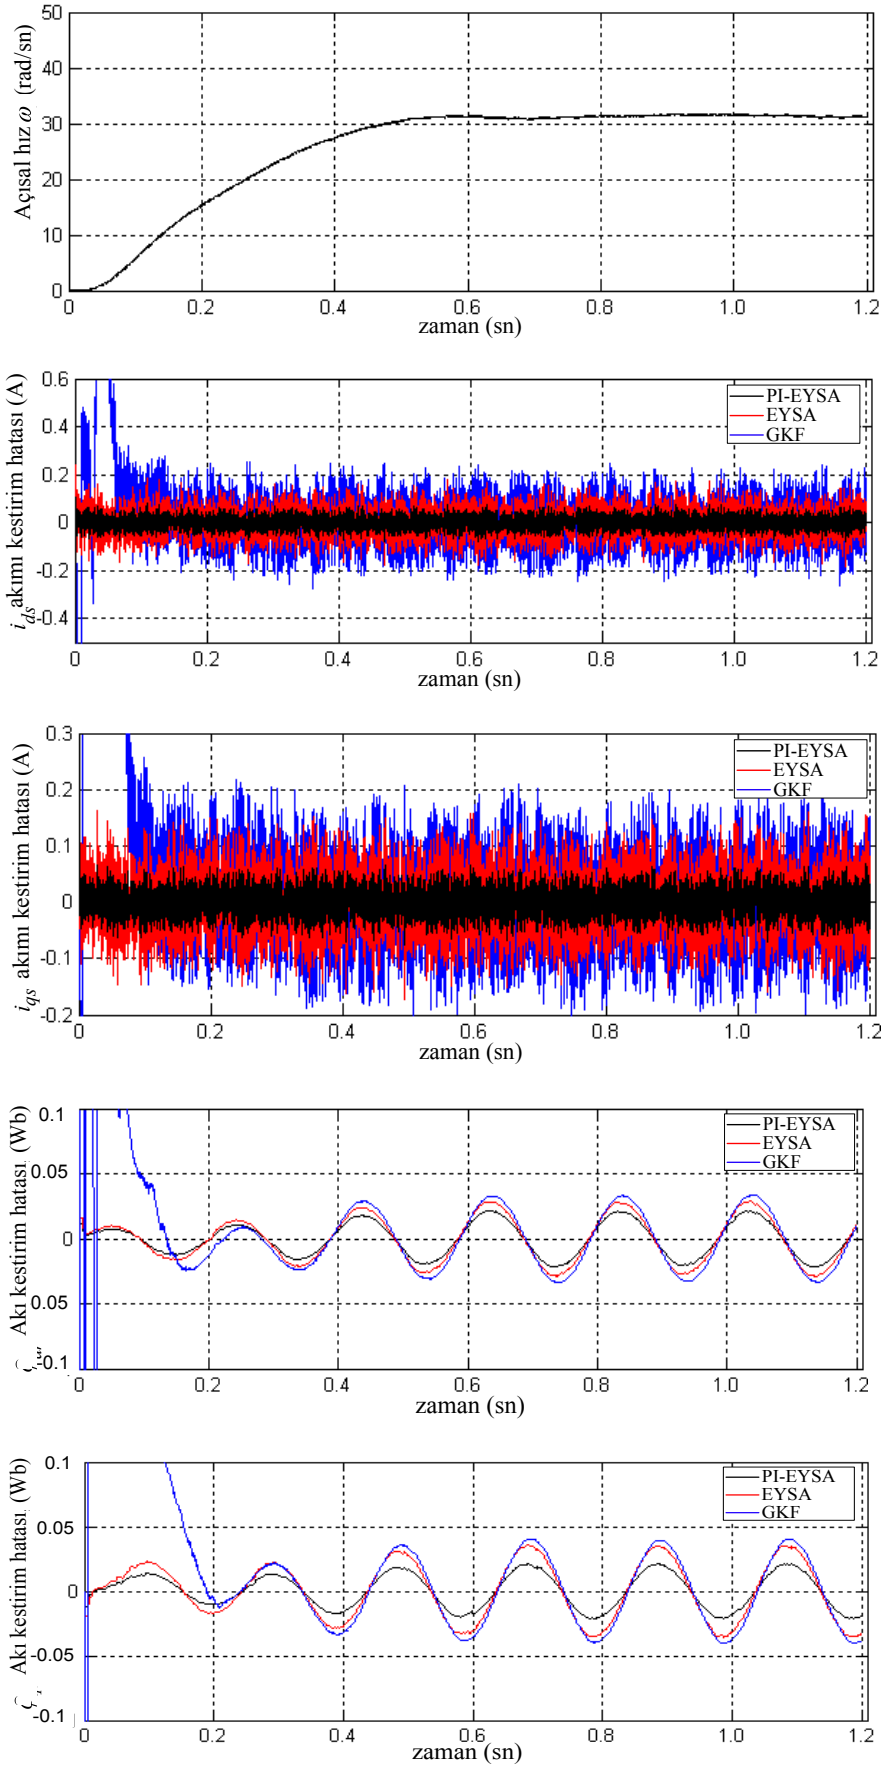 Açısal hız ω (rad/sn)
50
40
30
20
10
0
0 0.2 0.4 0.6 0.8 1.0 1.2
zaman (sn)
i_ds akımı kestirim hatası (A)
0.6
0.4
0.2
0
-0.2
-0.4
PI-EYSA
EYSA
GKF
0 0.2 0.4 0.6 0.8 1.0 1.2
zaman (sn)
i_qs akımı kestirim hatası (A)
0.3
0.2
0.1
0
-0.1
-0.2
PI-EYSA
EYSA
GKF
0 0.2 0.4 0.6 0.8 1.0 1.2
zaman (sn)
Akı kestirim hatası (Wb)
0.1
0.05
0
0.05
-0.1
PI-EYSA
EYSA
GKF
0 0.2 0.4 0.6 0.8 1.0 1.2
zaman (sn)
Akı kestirim hatası (Wb)
0.1
0.05
0
-0.05
-0.1
PI-EYSA
EYSA
GKF
0 0.2 0.4 0.6 0.8 1.0 1.2
zaman (sn)